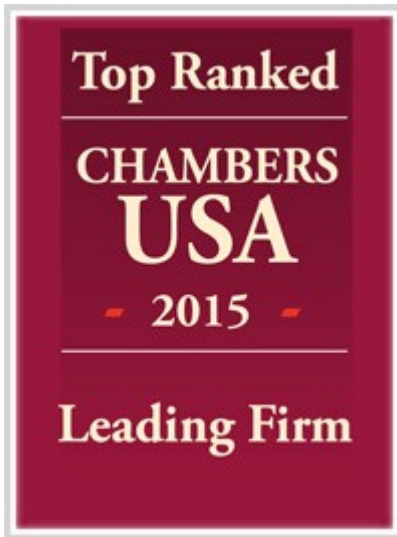 Top Ranked
CHAMBERS
USA
- 2015 -
Leading Firm